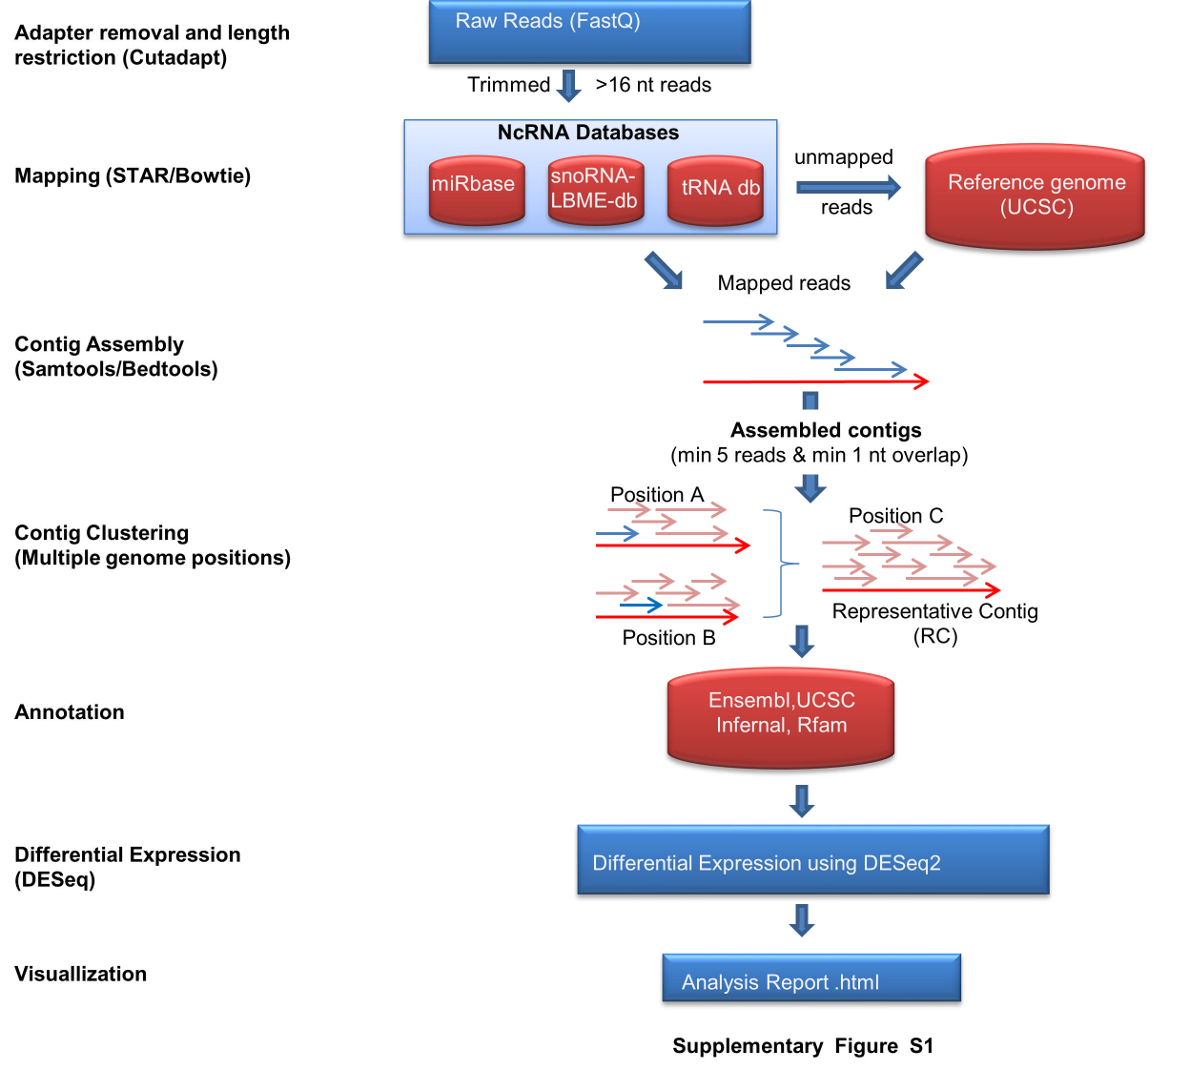 Adapter removal and length
restriction (Cutadapt)
Raw Reads (FastQ)
Trimmed >16 nt reads
Mapping (STAR/Bowtie)
NcRNA Databases
miRbase
snoRNA-
LBME-db
tRNA db
unmapped
reads
Reference genome
(UCSC)
Mapped reads
Contig Assembly
(Samtools/Bedtools)
Assembled contigs
(min 5 reads & min 1 nt overlap)
Contig Clustering
(Multiple genome positions)
Position A
Position B
Position C
Representative Contig
(RC)
Annotation
Ensembl,UCSC
Infernal, Rfam
Differential Expression
(DESeq)
Differential Expression using DESeq2
Visuallization
Analysis Report .html
Supplementary Figure S1